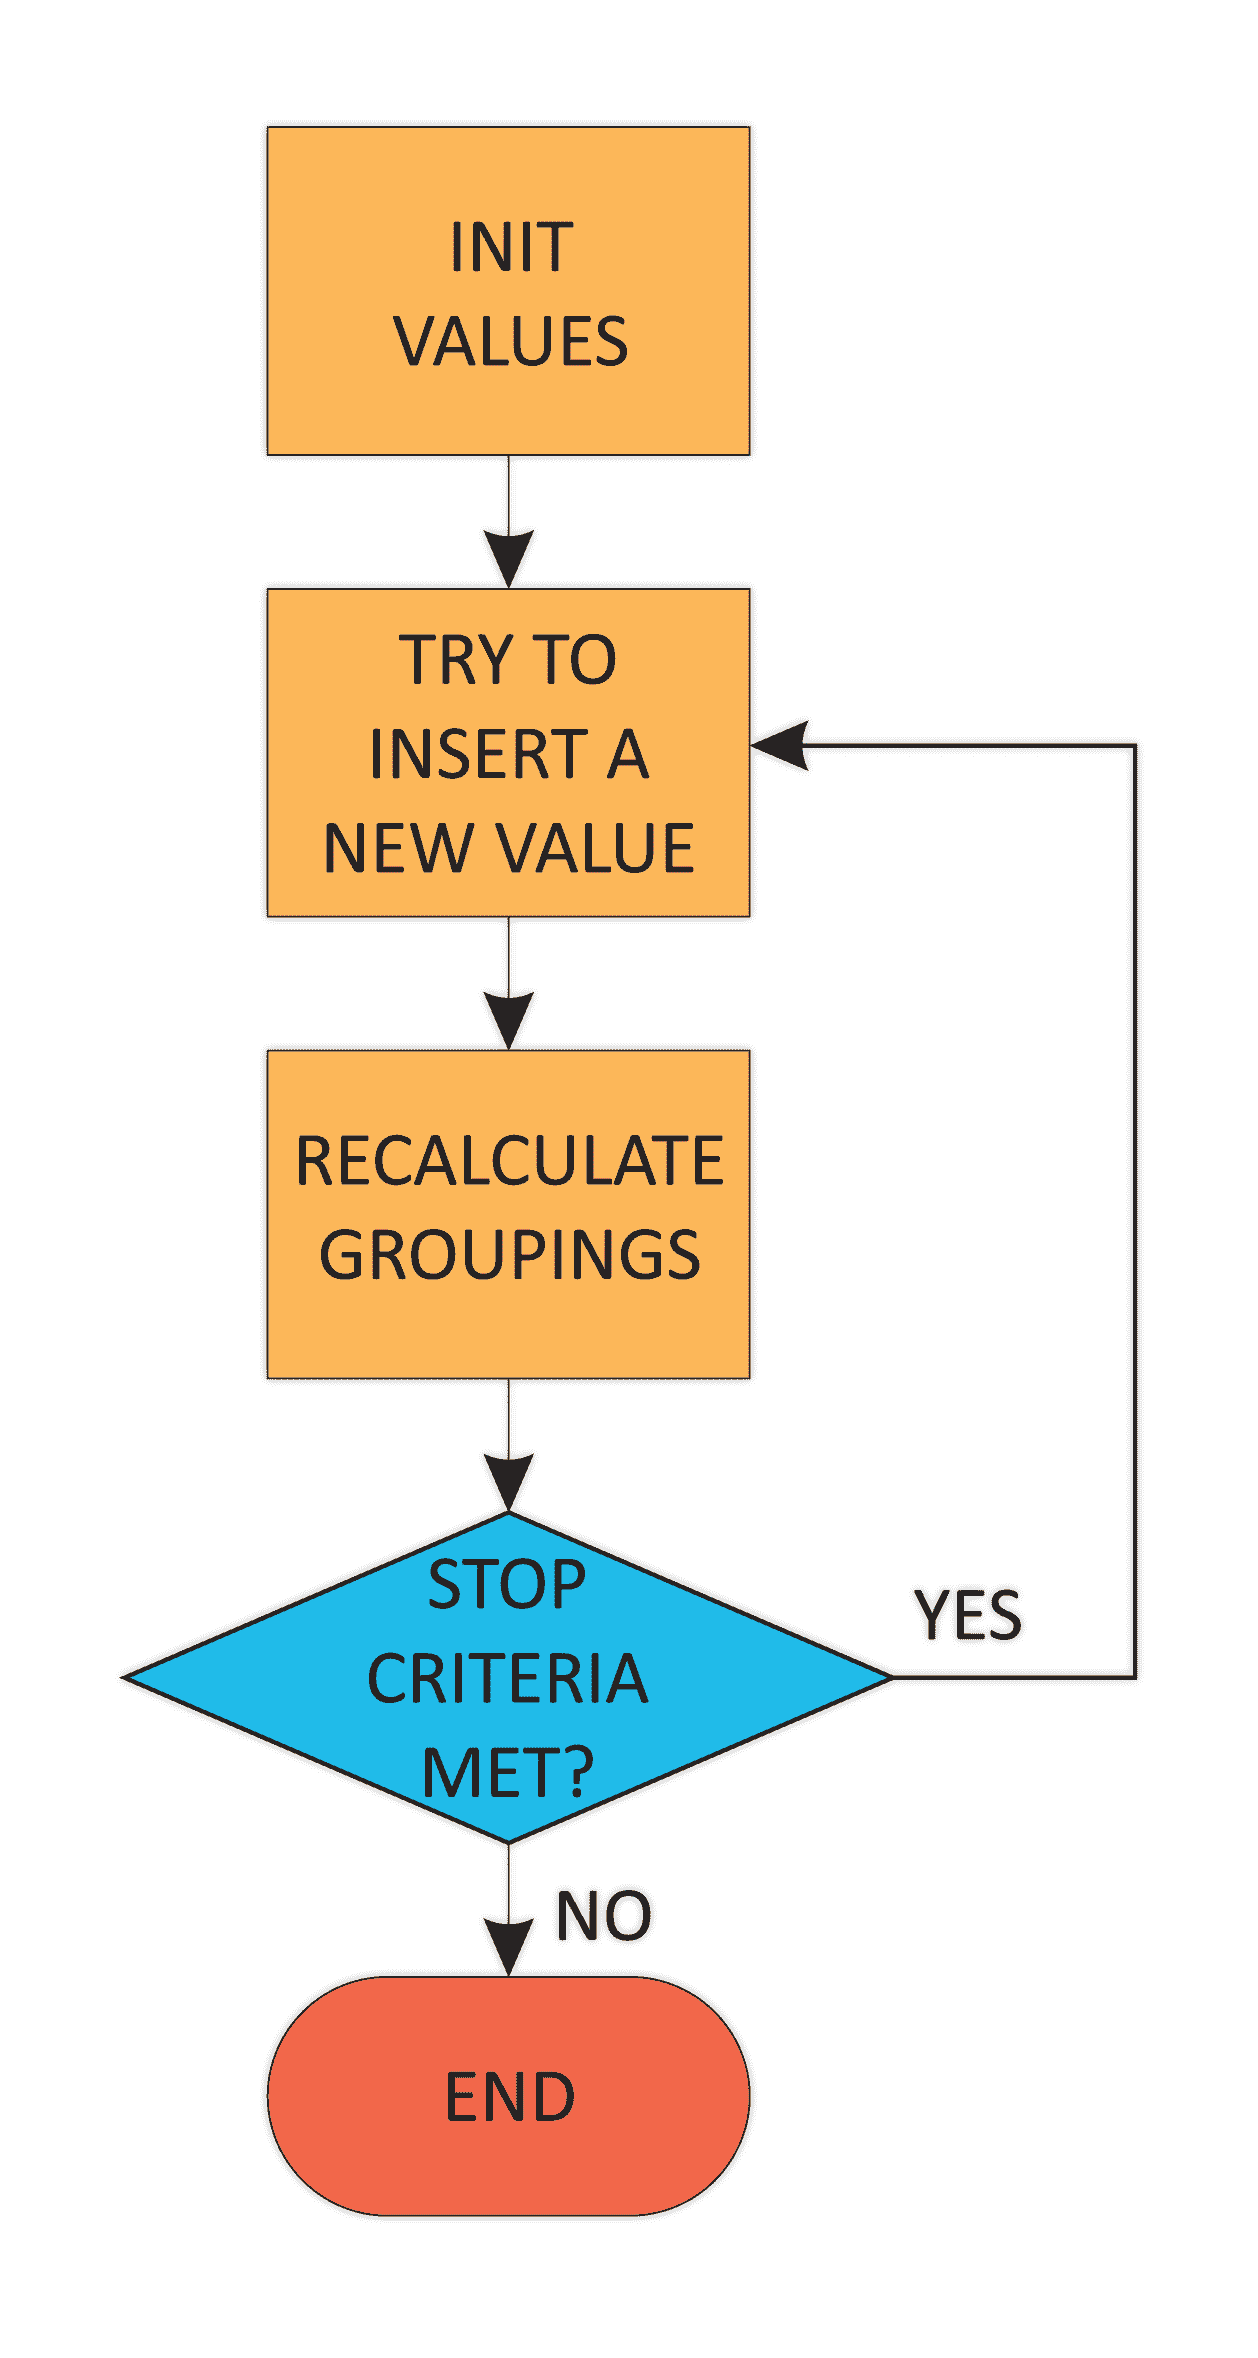 INIT
VALUES
TRY TO
INSERT A
NEW VALUE
RECALCULATE
GROUPINGS
STOP
CRITERIA
MET?
YES
NO
END